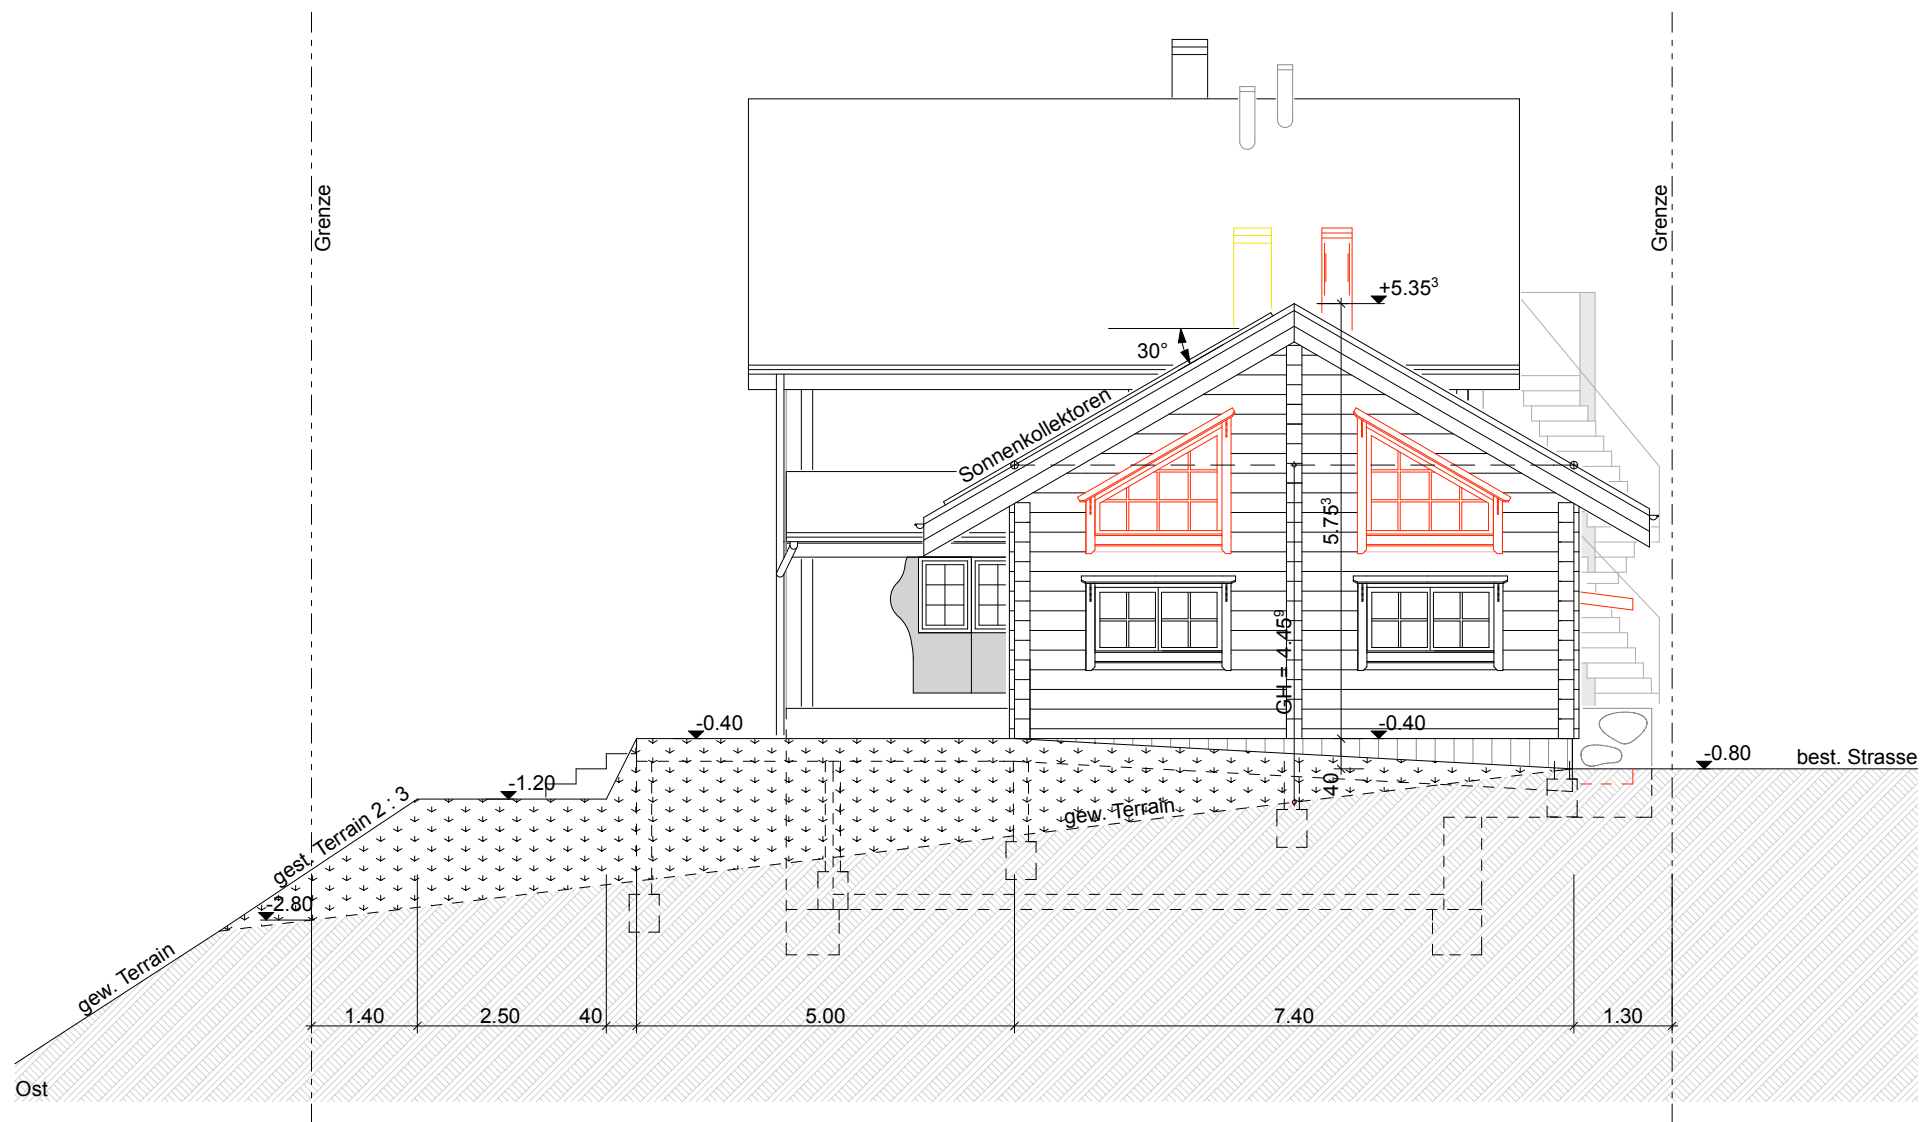 Grenze
Grenze
+5.35³
30°
Sonnenkollektoren
5.75³
GH = 4.45⁹
-0.40
-0.40
-0.80
best. Strasse
-1.20
40
gest. Terrain 2 : 3
gew. Terrain
-2.80
gew. Terrain
1.40
2.50
40
5.00
7.40
1.30
Ost